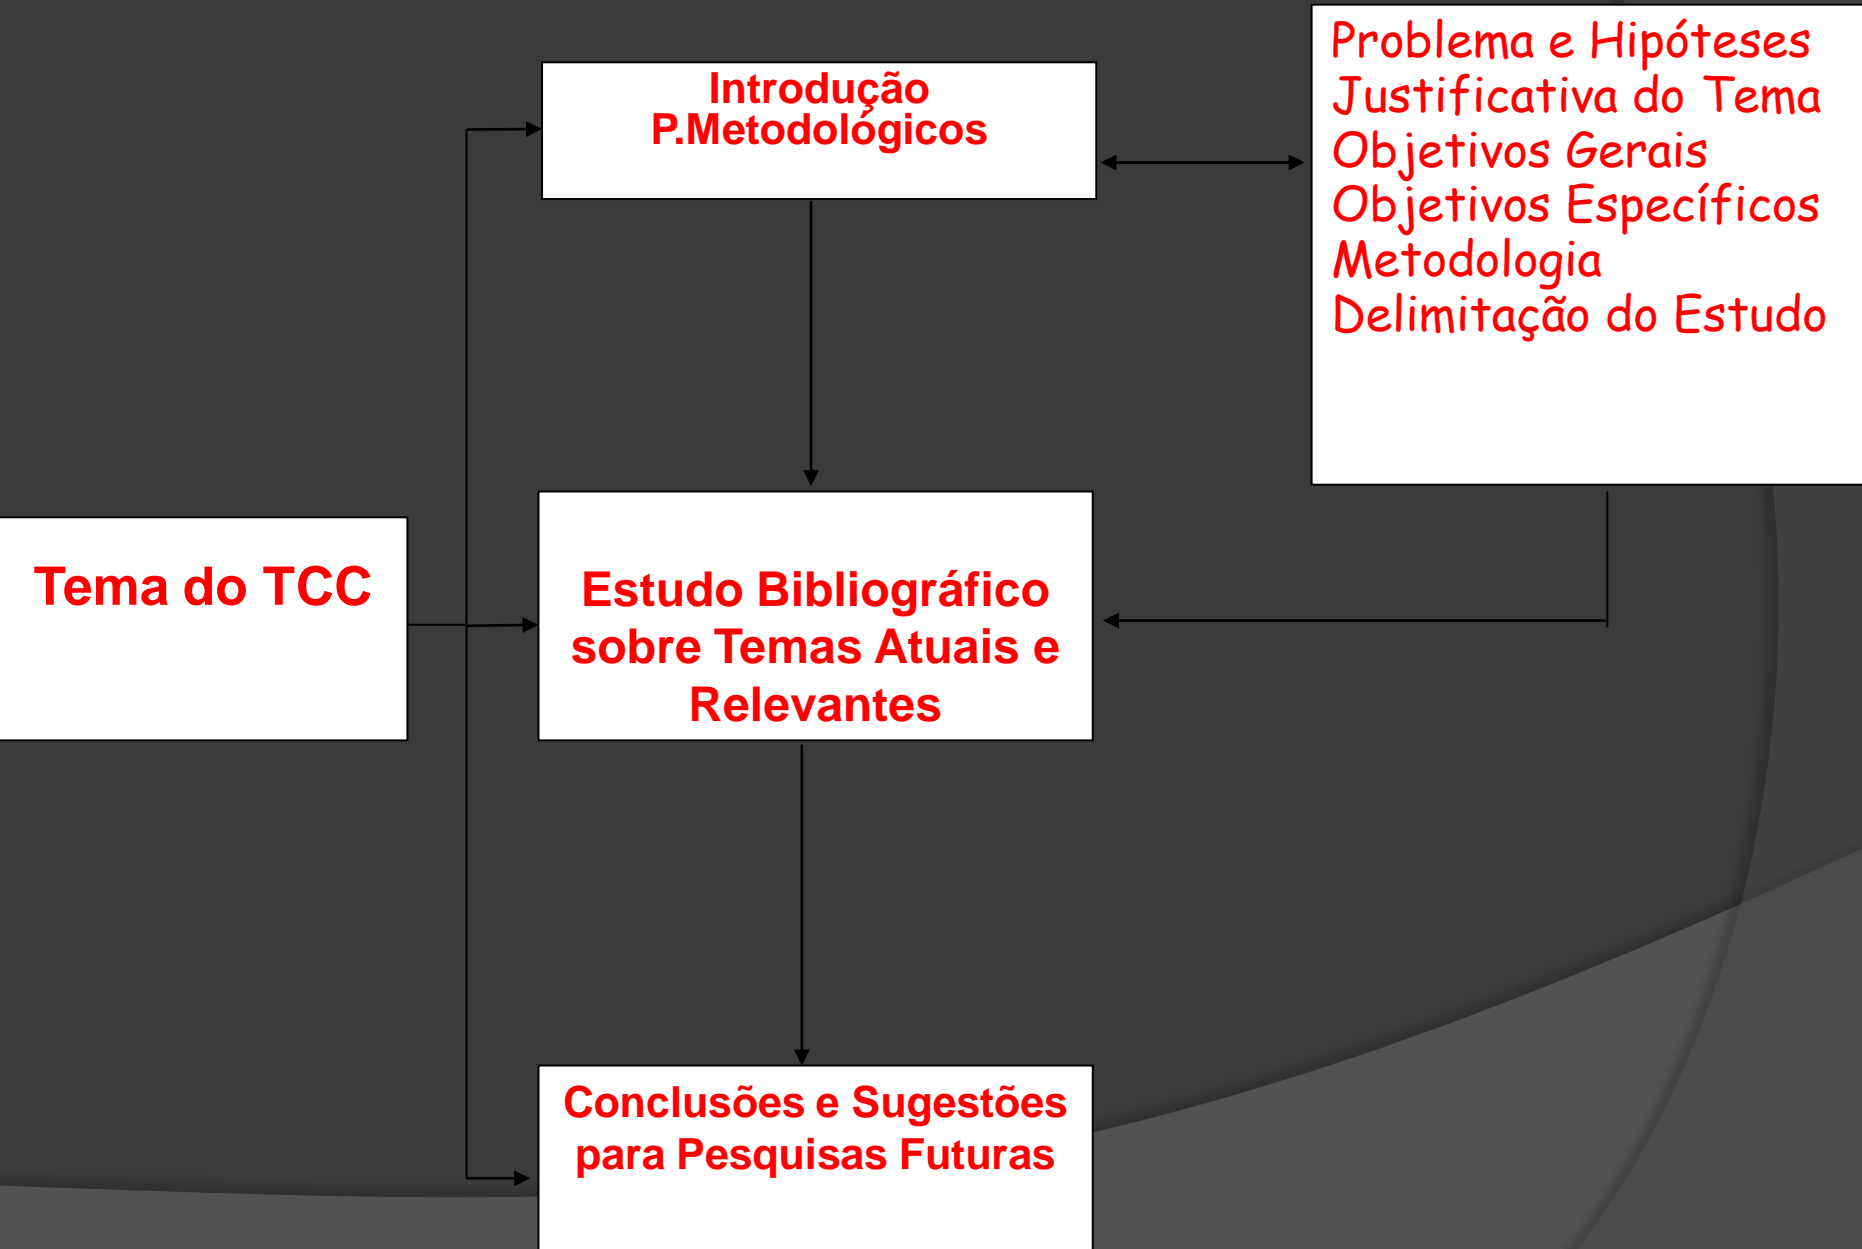 Introdução
P.Metodológicos
Problema e Hipóteses
Justificativa do Tema
Objetivos Gerais
Objetivos Específicos
Metodologia
Delimitação do Estudo
Tema do TCC
Estudo Bibliográfico
sobre Temas Atuais e
Relevantes
Conclusões e Sugestões
para Pesquisas Futuras